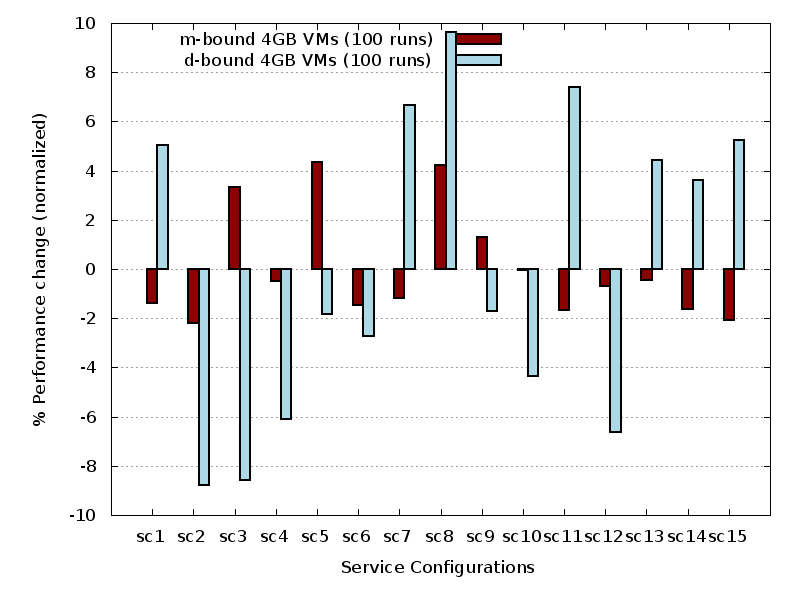 % Performance change (normalized)
10
8
6
4
2
0
-2
-4
-6
-8
-10
m-bound 4GB VMs (100 runs)
d-bound 4GB VMs (100 runs)
sc1 sc2 sc3 sc4 sc5 sc6 sc7 sc8 sc9 sc10 sc11 sc12 sc13 sc14 sc15
Service Configurations